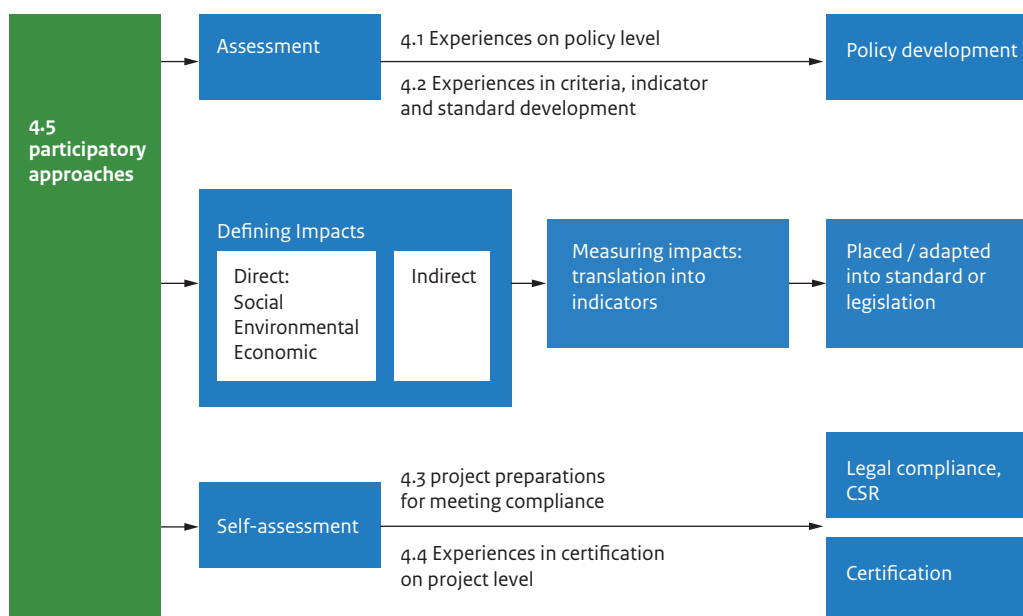 4.5
participatory
approaches
Assessment
4.1 Experiences on policy level
4.2 Experiences in criteria, indicator
and standard development
Policy development
Defining Impacts
Direct:
Social
Environmental
Economic
Indirect
Measuring impacts:
translation into
indicators
Placed / adapted
into standard or
legislation
Self-assessment
4.3 project preparations
for meeting compliance
4.4 Experiences in certification
on project level
Legal compliance,
CSR
Certification